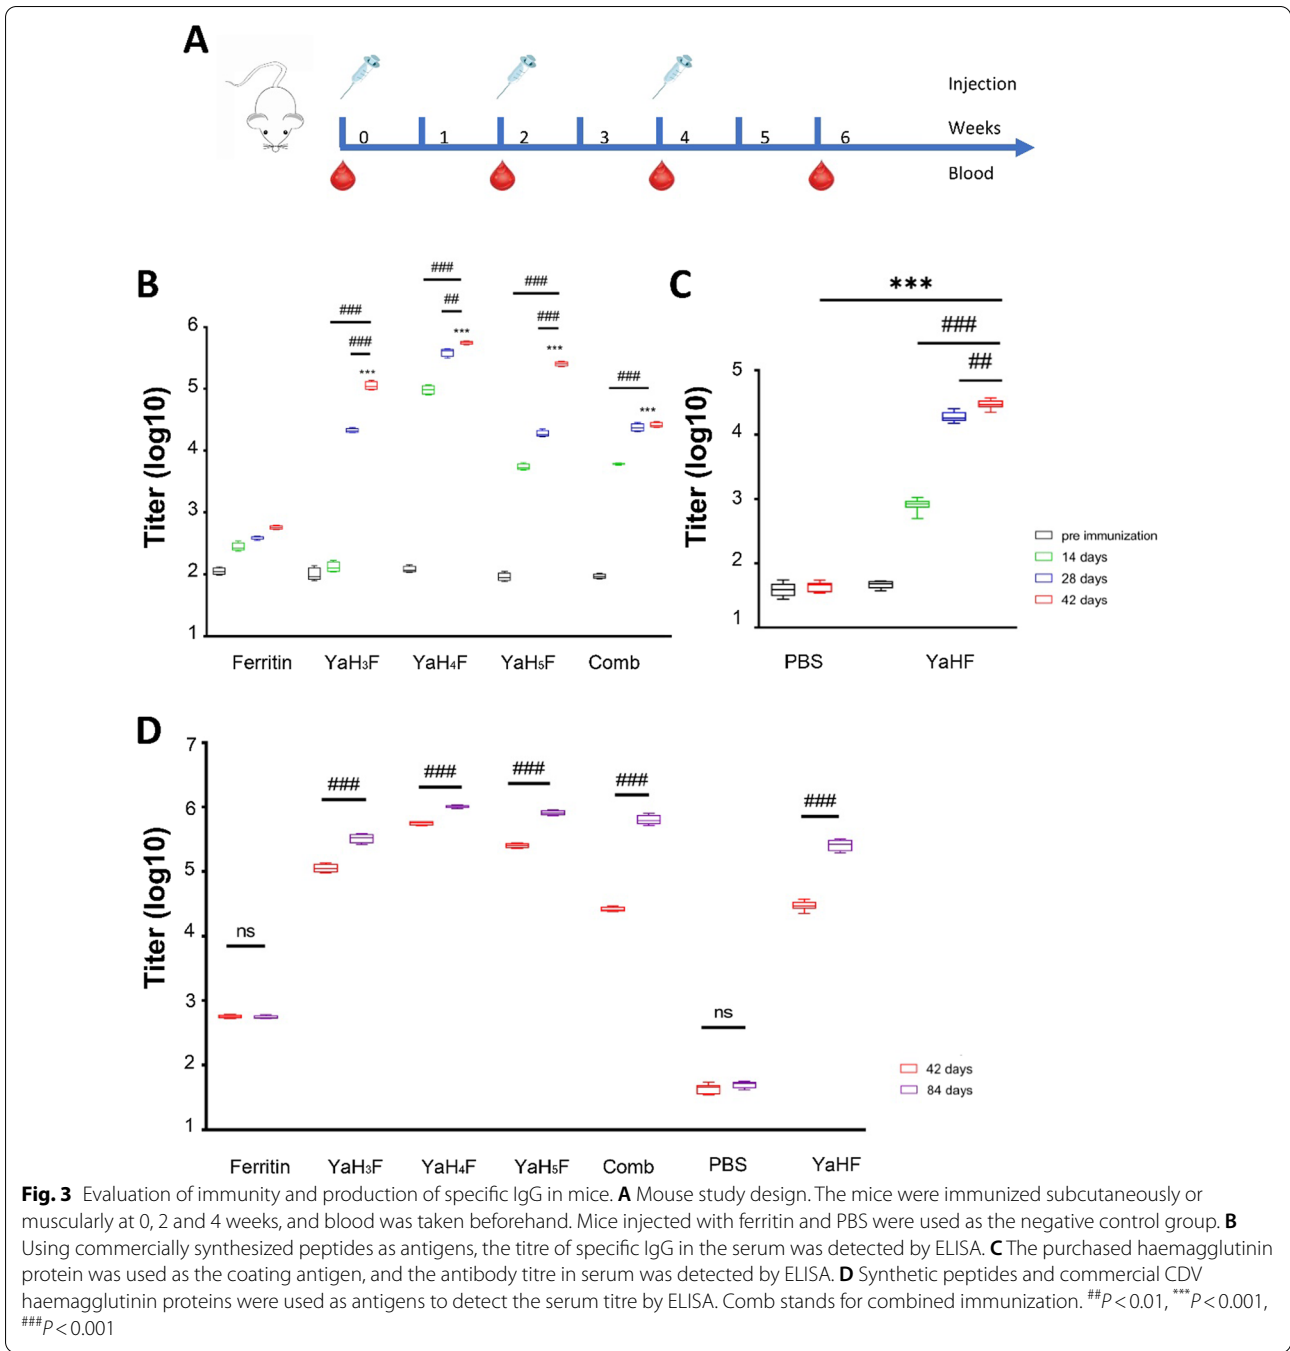 A
Injection
0 1 2 3 4 5 6 Weeks
Blood
B
Titer (log10)
6
5
4
3
2
1
### ### ***
### ## ***
### ### ***
### ***
Ferritin YaH₃F YaH₄F YaH₅F Comb
C
Titer (log10)
5
4
3
2
1
***
###
##
PBS YaHF
pre immunization
14 days
28 days
42 days
D
Titer (log10)
7
6
5
4
3
2
1
ns ### ### ### ### ns ###
42 days
84 days
Ferritin YaH₃F YaH₄F YaH₅F Comb PBS YaHF
Fig. 3 Evaluation of immunity and production of specific IgG in mice. A Mouse study design. The mice were immunized subcutaneously or
muscularly at 0, 2 and 4 weeks, and blood was taken beforehand. Mice injected with ferritin and PBS were used as the negative control group. B
Using commercially synthesized peptides as antigens, the titre of specific IgG in the serum was detected by ELISA. C The purchased haemagglutinin
protein was used as the coating antigen, and the antibody titre in serum was detected by ELISA. D Synthetic peptides and commercial CDV
haemagglutinin proteins were used as antigens to detect the serum titre by ELISA. Comb stands for combined immunization. ##P < 0.01, ***P < 0.001,
###P < 0.001